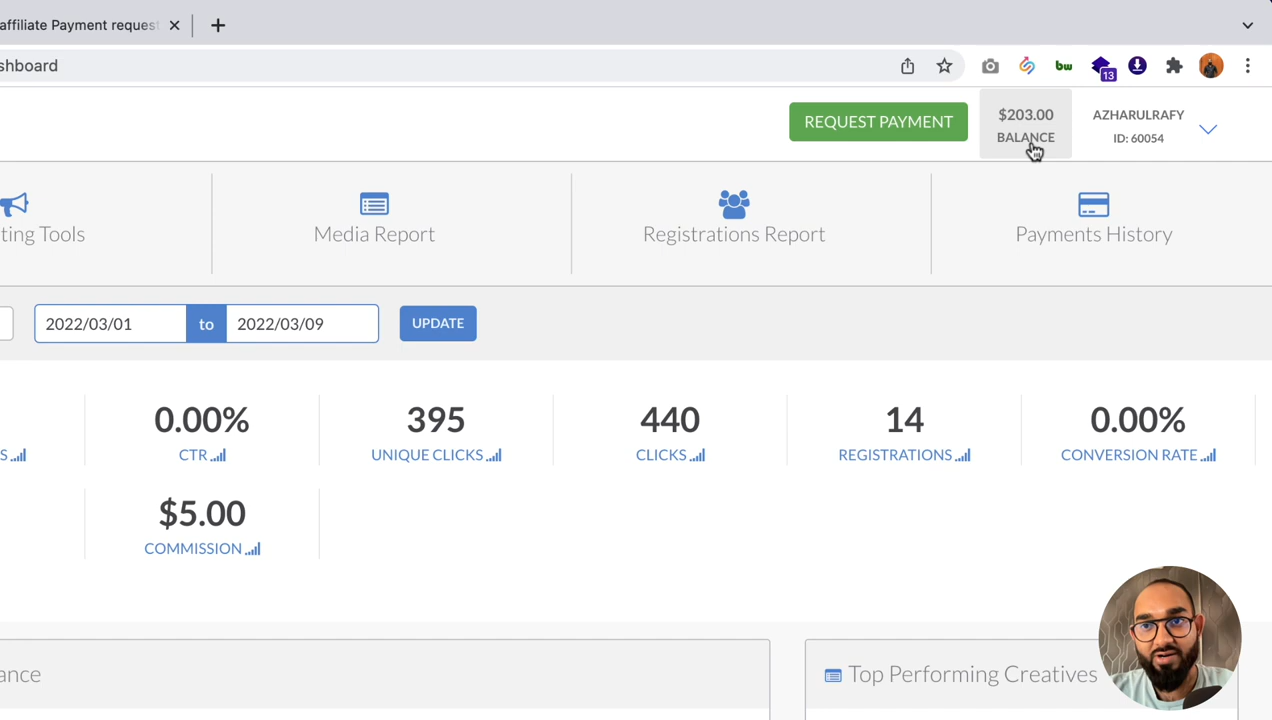 affiliate Payment request
shboard
bw
13
REQUEST PAYMENT
$203.00
BALANCE
AZHARULRAFY
ID: 60054
ting Tools
Media Report
Registrations Report
Payments History
2022/03/01
to
2022/03/09
UPDATE
0.00%
395
440
14
0.00%
S
CTR
UNIQUE CLICKS
CLICKS
REGISTRATIONS
CONVERSION RATE
$5.00
COMMISSION
ance
Top Performing Creatives